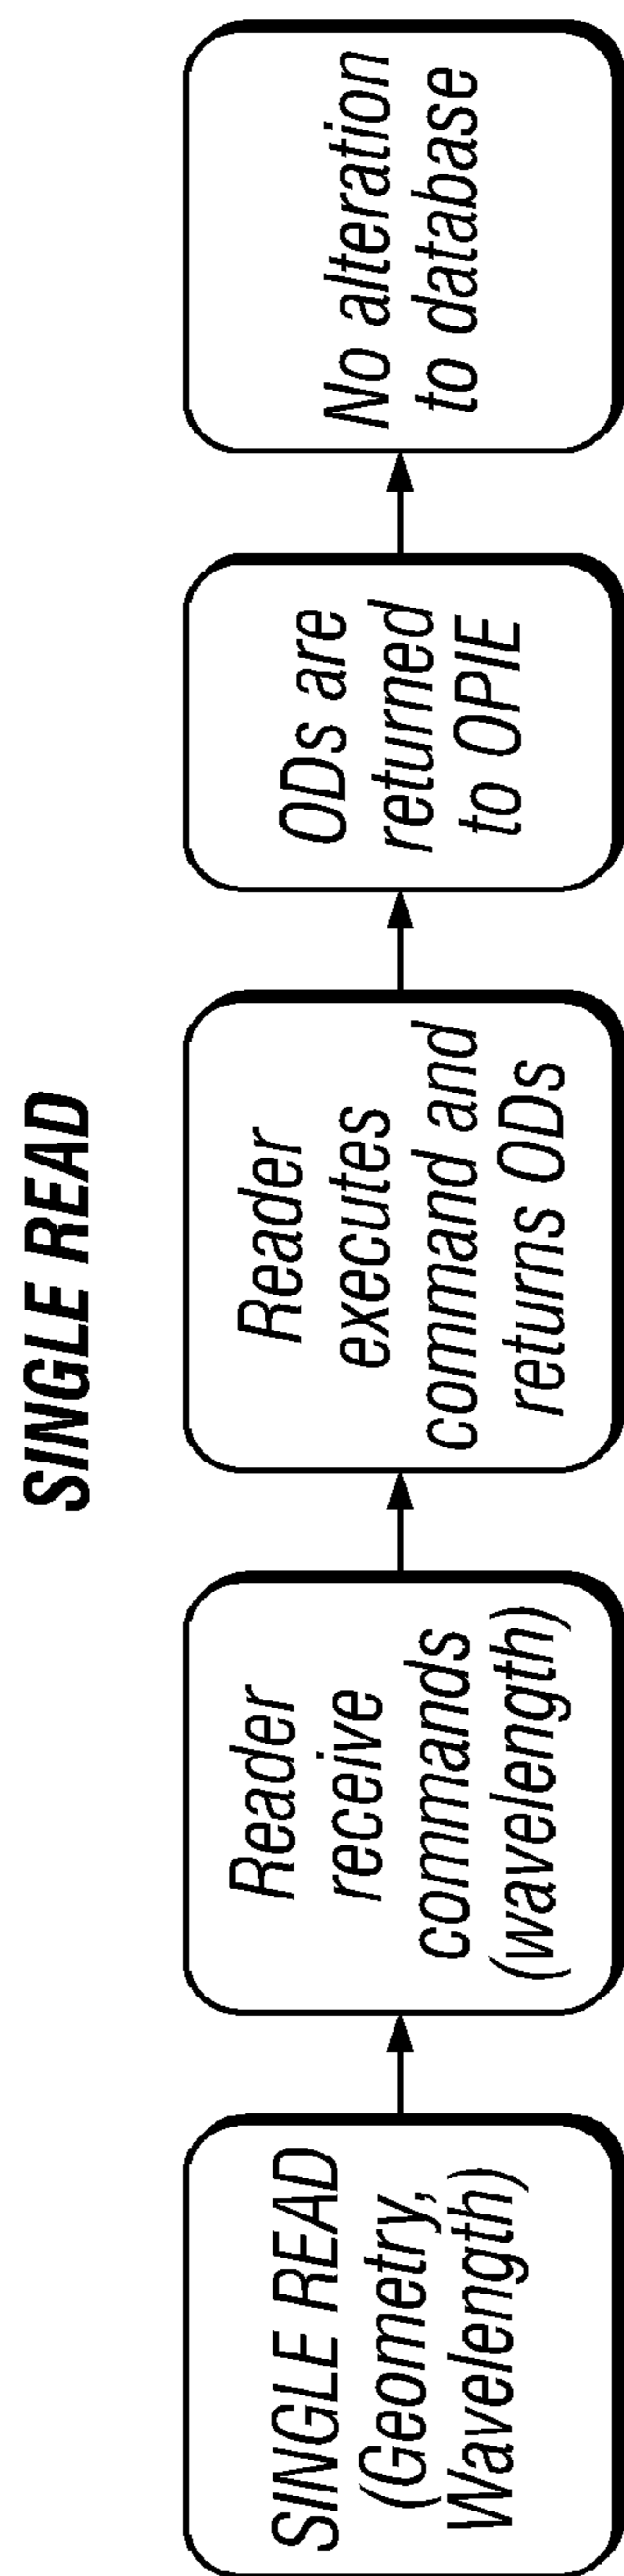 SINGLE READ
SINGLE READ
(Geometry,
Wavelength)
Reader
receive
commands
(wavelength)
Reader
executes
command and
returns ODs
ODs are
returned
to OPIE
No alteration
to database